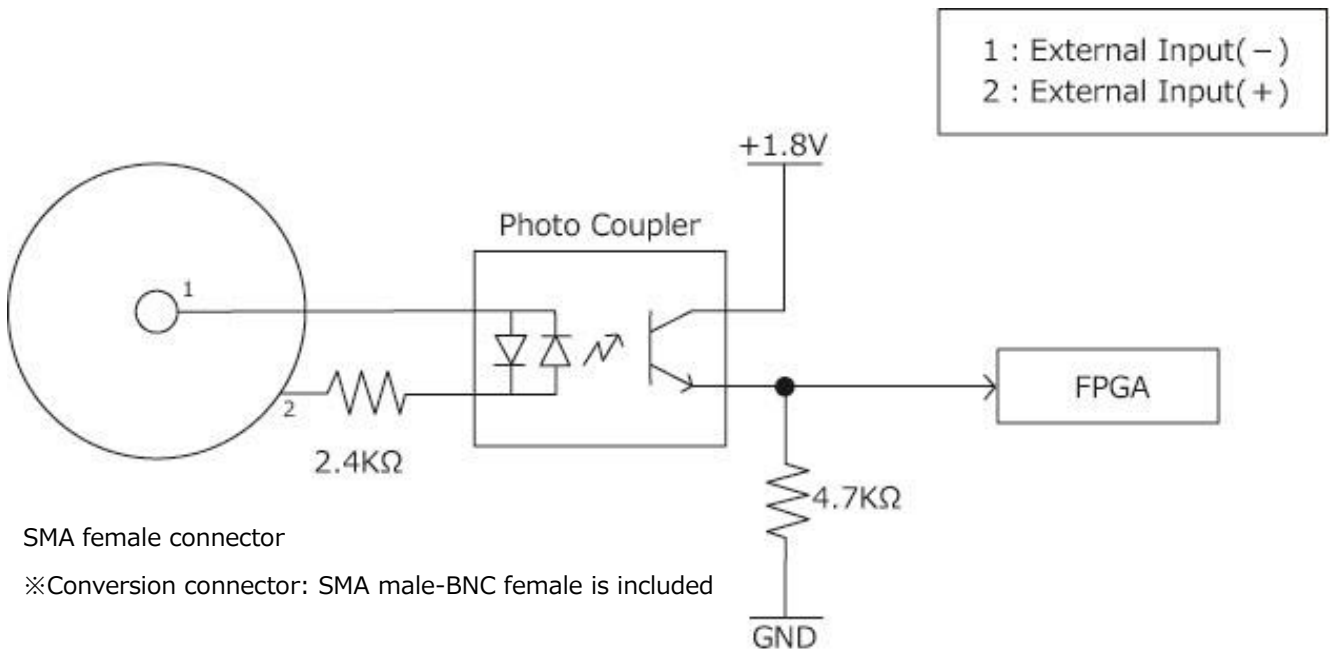 1 : External Input(－)
2 : External Input(+)
+1.8V
Photo Coupler
1
2
2.4KΩ
FPGA
4.7KΩ
SMA female connector
※Conversion connector: SMA male-BNC female is included
GND